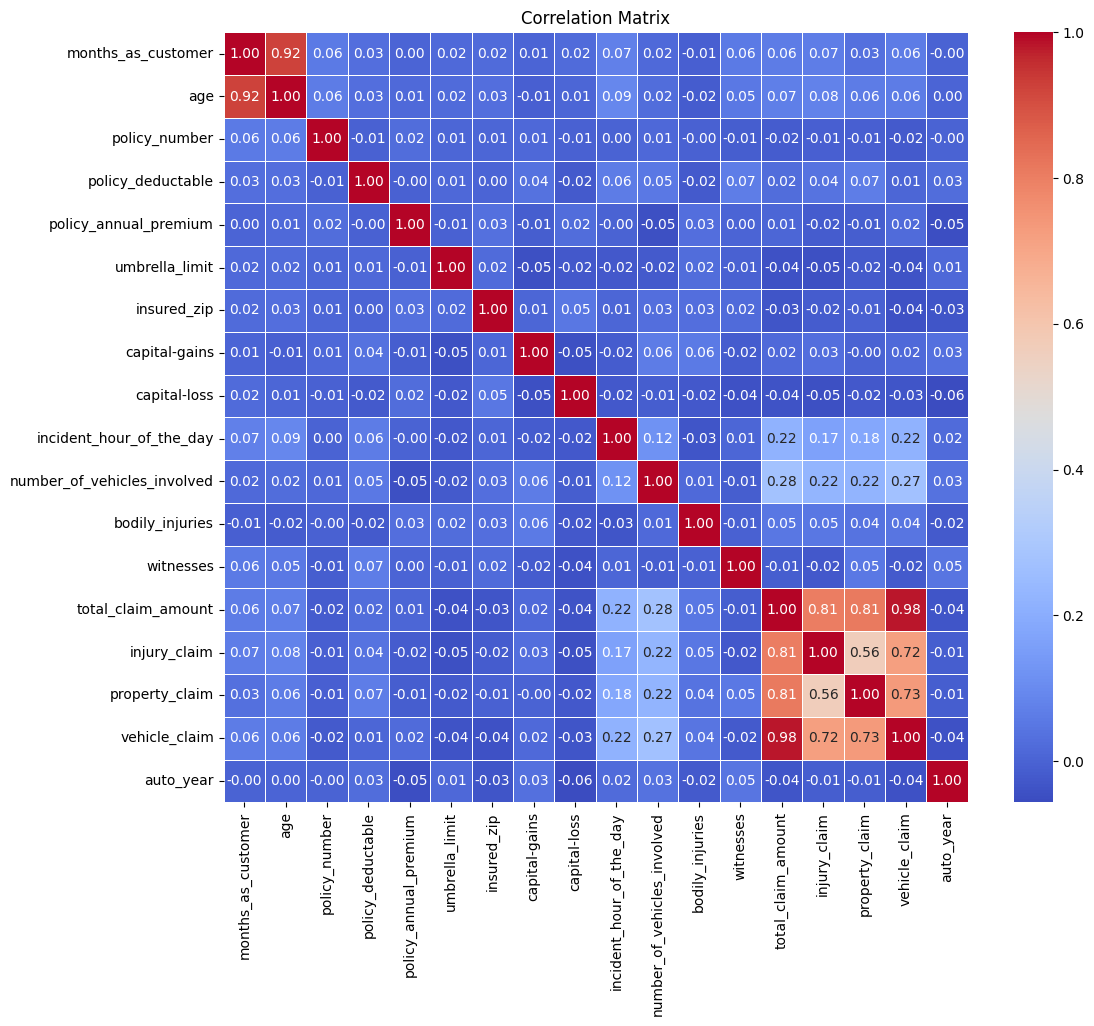 Correlation Matrix
months_as_customer 1.00 0.92 0.06 0.03 0.00 0.02 0.02 0.01 0.02 0.07 0.02 -0.01 0.06 0.06 0.07 0.03 0.06 -0.00
age 0.92 1.00 0.06 0.03 0.01 0.02 0.03 -0.01 0.01 0.09 0.02 -0.02 0.05 0.07 0.08 0.06 0.06 0.00
policy_number 0.06 0.06 1.00 -0.01 0.02 0.01 0.01 0.01 -0.01 0.00 0.01 -0.00 -0.01 -0.02 -0.01 -0.01 -0.02 -0.00
policy_deductable 0.03 0.03 -0.01 1.00 -0.00 0.01 0.00 0.04 -0.02 0.06 0.05 -0.02 0.07 0.02 0.04 0.07 0.01 0.03
policy_annual_premium 0.00 0.01 0.02 -0.00 1.00 -0.01 0.03 -0.01 0.02 -0.00 -0.05 0.03 0.00 0.01 -0.02 -0.01 0.02 -0.05
umbrella_limit 0.02 0.02 0.01 0.01 -0.01 1.00 0.02 -0.05 -0.02 -0.02 -0.02 0.02 -0.01 -0.04 -0.05 -0.02 -0.04 0.01
insured_zip 0.02 0.03 0.01 0.00 0.03 0.02 1.00 0.01 0.05 0.01 0.03 0.03 0.02 -0.03 -0.02 -0.01 -0.04 -0.03
capital-gains 0.01 -0.01 0.01 0.04 -0.01 -0.05 0.01 1.00 -0.05 -0.02 0.06 0.06 -0.02 0.02 0.03 -0.00 0.02 0.03
capital-loss 0.02 0.01 -0.01 -0.02 0.02 -0.02 0.05 -0.05 1.00 -0.02 -0.01 -0.02 -0.04 -0.04 -0.05 -0.02 -0.03 -0.06
incident_hour_of_the_day 0.07 0.09 0.00 0.06 -0.00 -0.02 0.01 -0.02 -0.02 1.00 0.12 -0.03 0.01 0.22 0.17 0.18 0.22 0.02
number_of_vehicles_involved 0.02 0.02 0.01 0.05 -0.05 -0.02 0.03 0.06 -0.01 0.12 1.00 0.01 -0.01 0.28 0.22 0.22 0.27 0.03
bodily_injuries -0.01 -0.02 -0.00 -0.02 0.03 0.02 0.03 0.06 -0.02 -0.03 0.01 1.00 -0.01 0.05 0.05 0.04 0.04 -0.02
witnesses 0.06 0.05 -0.01 0.07 0.00 -0.01 0.02 -0.02 -0.04 0.01 -0.01 -0.01 1.00 -0.01 -0.02 0.05 -0.02 0.05
total_claim_amount 0.06 0.07 -0.02 0.02 0.01 -0.04 -0.03 0.02 -0.04 0.22 0.28 0.05 -0.01 1.00 0.81 0.81 0.98 -0.04
injury_claim 0.07 0.08 -0.01 0.04 -0.02 -0.05 -0.02 0.03 -0.05 0.17 0.22 0.05 -0.02 0.81 1.00 0.56 0.72 -0.01
property_claim 0.03 0.06 -0.01 0.07 -0.01 -0.02 -0.01 -0.00 -0.02 0.18 0.22 0.04 0.05 0.81 0.56 1.00 0.73 -0.01
vehicle_claim 0.06 0.06 -0.02 0.01 0.02 -0.04 -0.04 0.02 -0.03 0.22 0.27 0.04 -0.02 0.98 0.72 0.73 1.00 -0.04
auto_year -0.00 0.00 -0.00 0.03 -0.05 0.01 -0.03 0.03 -0.06 0.02 0.03 -0.02 0.05 -0.04 -0.01 -0.01 -0.04 1.00
months_as_customer
age
policy_number
policy_deductable
policy_annual_premium
umbrella_limit
insured_zip
capital-gains
capital-loss
incident_hour_of_the_day
number_of_vehicles_involved
bodily_injuries
witnesses
total_claim_amount
injury_claim
property_claim
vehicle_claim
auto_year
1.0
0.8
0.6
0.4
0.2
0.0